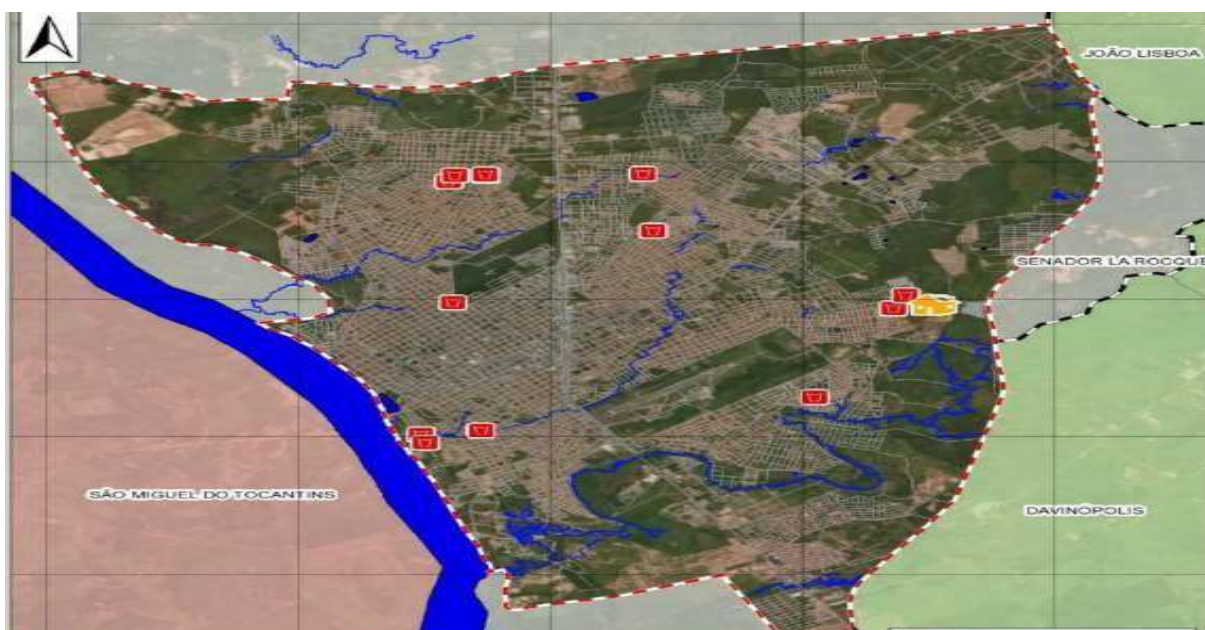 JOÃO LISBOA
SENADOR LA ROCQUE
SÃO MIGUEL DO TOCANTINS
DAVINÓPOLIS